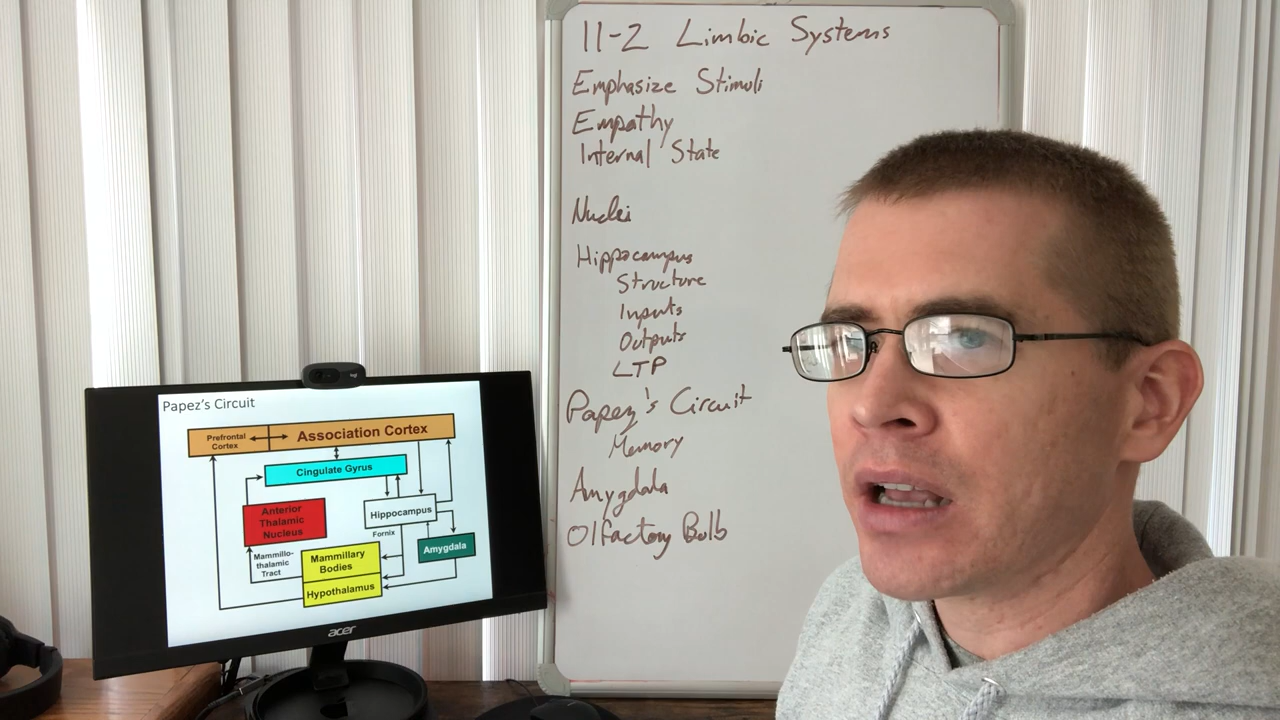 11-2 Limbic Systems
Emphasize Stimuli
Empathy
Internal State
Nuclei
Hippocampus
Structure
Inputs
Outputs
LTP
Papez's Circuit
Memory
Amygdala
Olfactory Bulb
logi
Papez's Circuit
Prefrontal
Cortex
Association Cortex
Cingulate Gyrus
Anterior
Thalamic
Nucleus
Hippocampus
Fornix
Mammillo-
thalamic
Tract
Mammillary
Bodies
Amygdala
Hypothalamus
acer